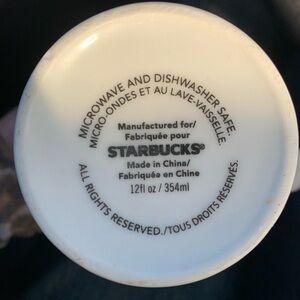 MICROWAVE AND DISHWASHER SAFE.
MICRO-ONDES ET AU LAVE-VAISSELLE.
Manufactured for/
Fabriquée pour
STARBUCKS®
Made in China/
Fabriquée en Chine
12fl oz / 354ml
ALL RIGHTS RESERVED./TOUS DROITS RÉSERVÉS.